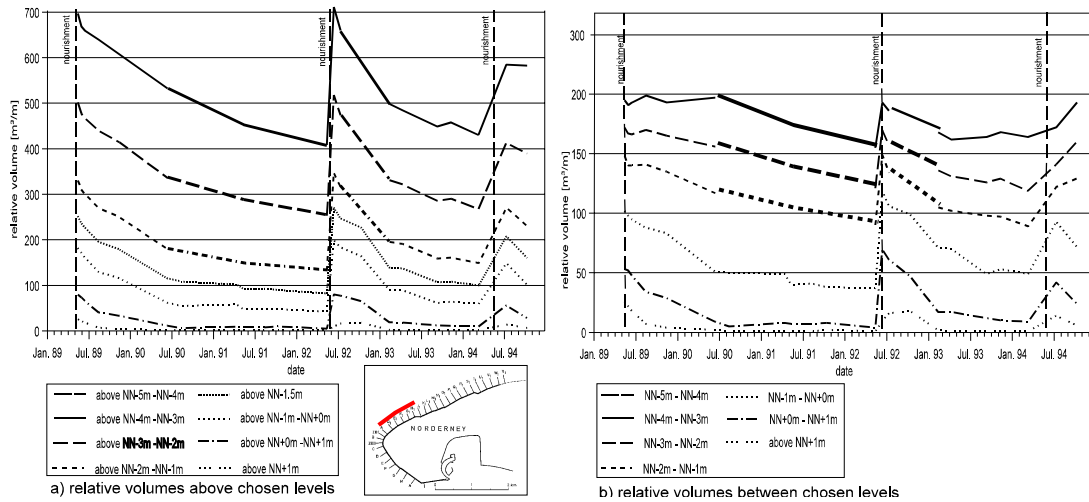 relative volume [m³/m]
700
600
500
400
300
200
100
0
nourishment
nourishment
nourishment
Jan. 89
Jul. 89
Jan. 90
Jul. 90
Jan. 91
Jul. 91
Jan. 92
Jul. 92
Jan. 93
Jul. 93
Jan. 94
Jul. 94
date
above NN-5m -NN-4m
above NN-4m -NN-3m
above NN-3m -NN-2m
above NN-2m -NN-1m
above NN-1.5m
above NN-1m -NN+0m
above NN+0m -NN+1m
above NN+1m
NORDERNEY
a) relative volumes above chosen levels
relative volume [m³/m]
300
250
200
150
100
50
0
nourishment
nourishment
nourishment
Jan. 89
Jul. 89
Jan. 90
Jul. 90
Jan. 91
Jul. 91
Jan. 92
Jul. 92
Jan. 93
Jul. 93
Jan. 94
Jul. 94
date
NN-5m - NN-4m
NN-4m - NN-3m
NN-3m - NN-2m
NN-2m - NN-1m
NN-1m - NN+0m
NN+0m - NN+1m
above NN+1m
b) relative volumes between chosen levels